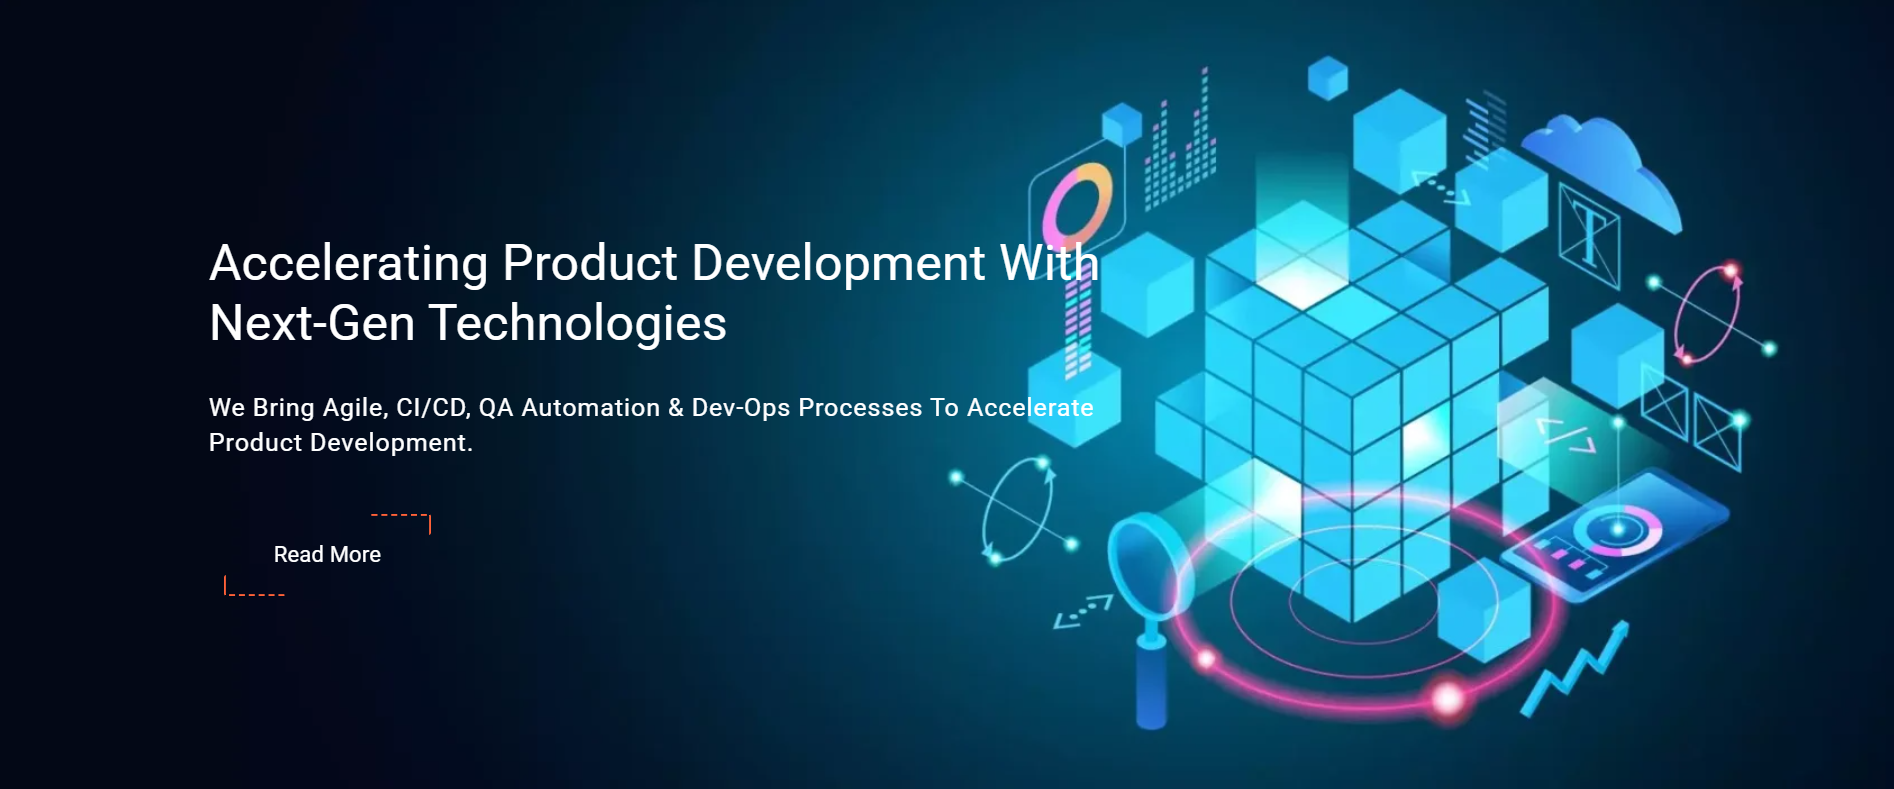 Accelerating Product Development With
Next-Gen Technologies
We Bring Agile, CI/CD, QA Automation & Dev-Ops Processes To Accelerate
Product Development.
Read More
T
</>